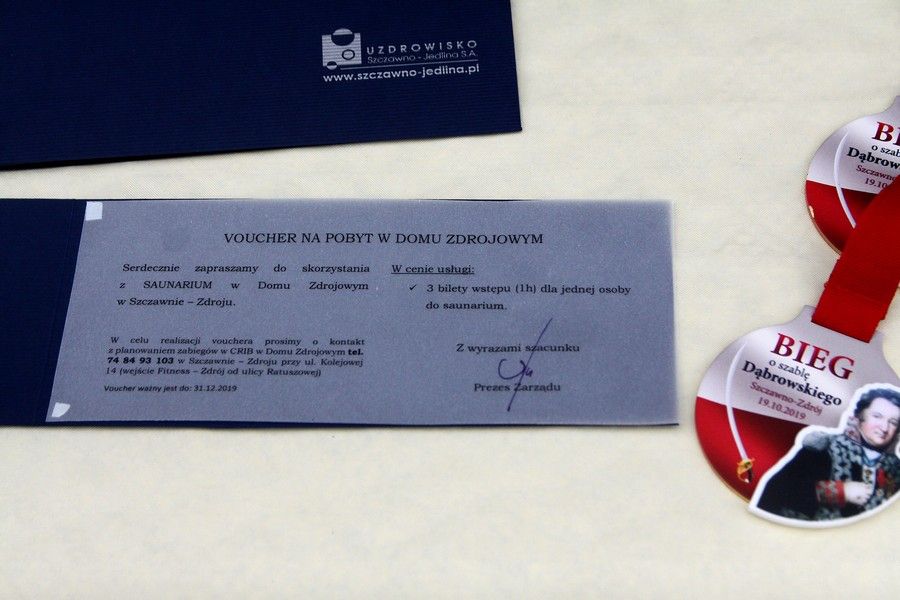 UZDROWISKO
Szczawno - Jedlina S.A.
www.szczawno-jedlina.pl
VOUCHER NA POBYT W DOMU ZDROJOWYM
Serdecznie zapraszamy do skorzystania
z SAUNARIUM w Domu Zdrojowym
w Szczawnie – Zdroju.
W cenie usługi:
✓ 3 bilety wstępu (1h) dla jednej osoby
do saunarium.
W celu realizacji vouchera prosimy o kontakt
z planowaniem zabiegów w CRIB w Domu Zdrojowym tel.
74 84 93 103 w Szczawnie – Zdroju przy ul. Kolejowej
14 (wejście Fitness – Zdrój od ulicy Ratuszowej)
Voucher ważny jest do: 31.12.2019
Z wyrazami szacunku
Prezes Zarządu
o szablę
19.10
BIEG
o szablę
Dąbrowskiego
Szczawno-Zdrój
19.10.2019